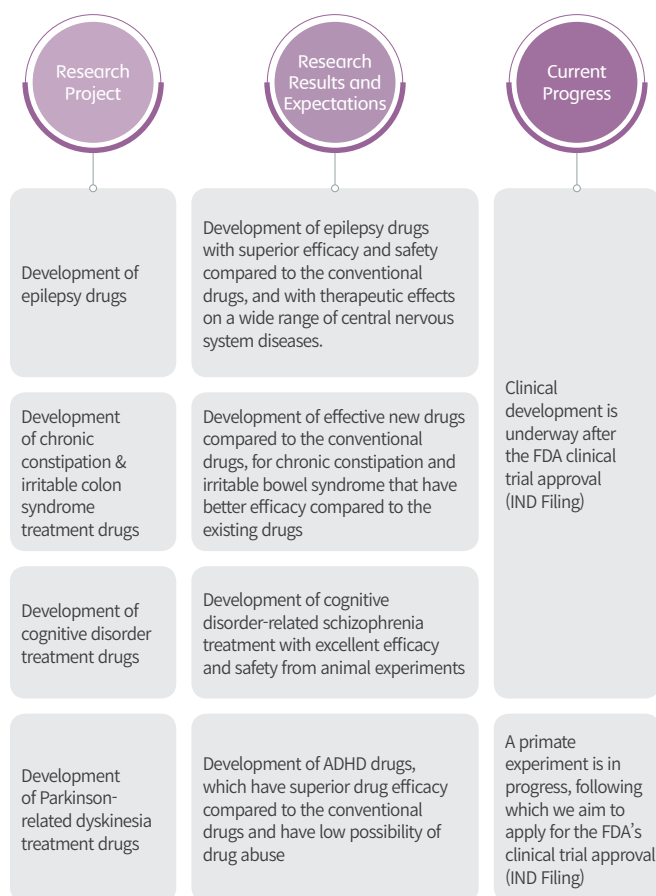 Research
Project
Research
Results and
Expectations
Current
Progress
Development of
epilepsy drugs
Development of epilepsy drugs
with superior efficacy and safety
compared to the conventional
drugs, and with therapeutic effects
on a wide range of central nervous
system diseases.
Clinical
development is
underway after
the FDA clinical
trial approval
(IND Filing)
Development
of chronic
constipation &
irritable colon
syndrome
treatment drugs
Development of effective new drugs
compared to the conventional
drugs, for chronic constipation and
irritable bowel syndrome that have
better efficacy compared to the
existing drugs
Development of
cognitive disorder
treatment drugs
Development of cognitive
disorder-related schizophrenia
treatment with excellent efficacy
and safety from animal experiments
Development
of Parkinson-
related dyskinesia
treatment drugs
Development of ADHD drugs,
which have superior drug efficacy
compared to the conventional
drugs and have low possibility of
drug abuse
A primate
experiment is in
progress, following
which we aim to
apply for the FDA's
clinical trial approval
(IND Filing)